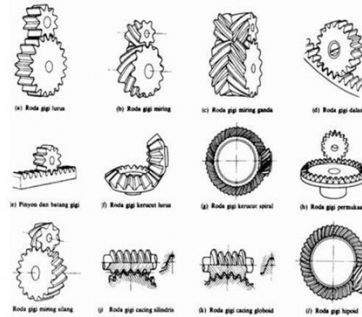 (a) Roda gigi lurus
(b) Roda gigi miring
(c) Roda gigi miring ganda
(d) Roda gigi dalam
(e) Pinyon dan batang gigi
(f) Roda gigi kerucut lurus
(g) Roda gigi kerucut spiral
(h) Roda gigi permukaan
Roda gigi miring silang
(j) Roda gigi cacing silindris
(k) Roda gigi cacing globoid
(l) Roda gigi hipoid